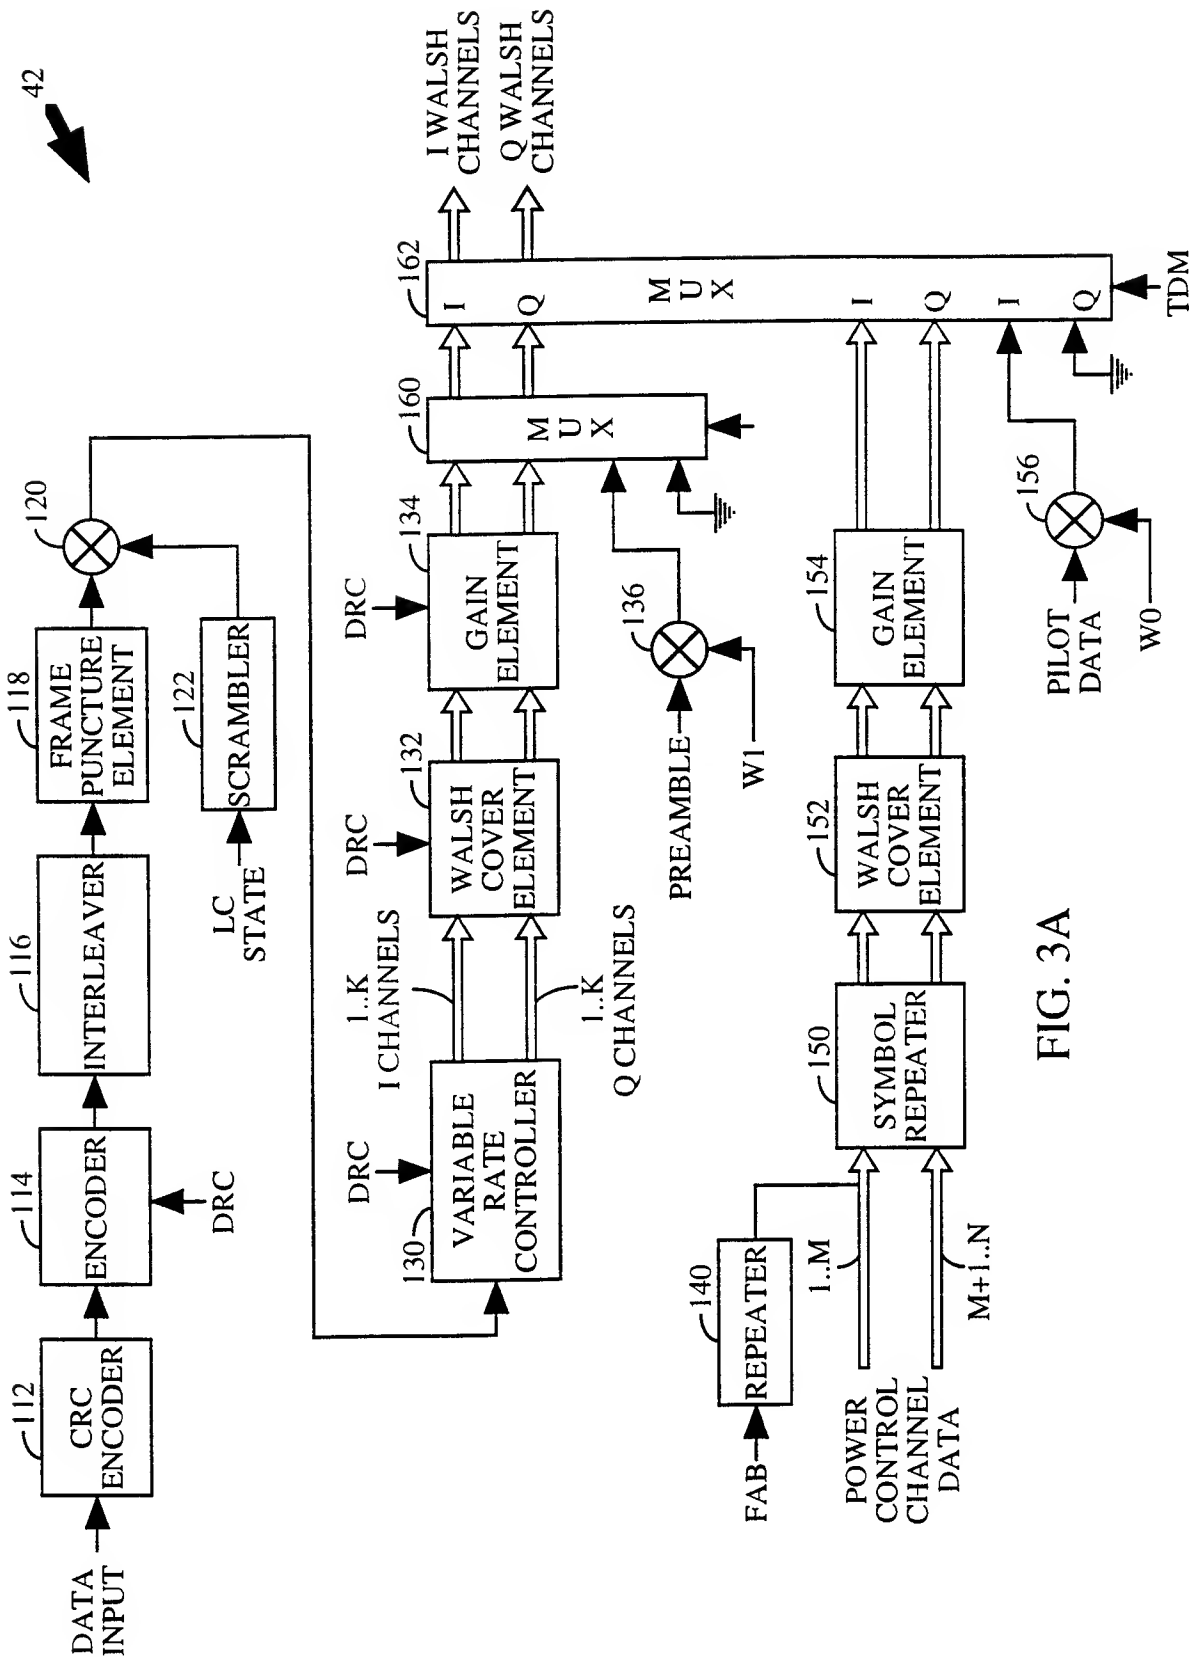 42
DATA
INPUT
112
CRC
ENCODER
114
ENCODER
DRC
116
INTERLEAVER
118
FRAME
PUNCTURE
ELEMENT
120
122
SCRAMBLER
LC
STATE
DRC
130
VARIABLE
RATE
CONTROLLER
1..K
I CHANNELS
1..K
Q CHANNELS
DRC
132
WALSH
COVER
ELEMENT
DRC
134
GAIN
ELEMENT
PREAMBLE
136
W1
160
MUX
162
I
Q
MUX
I
Q
I
Q
TDM
I WALSH
CHANNELS
Q WALSH
CHANNELS
FAB
140
REPEATER
POWER
CONTROL
CHANNEL
DATA
1..M
M+1..N
150
SYMBOL
REPEATER
152
WALSH
COVER
ELEMENT
154
GAIN
ELEMENT
PILOT
DATA
156
W0
FIG. 3A